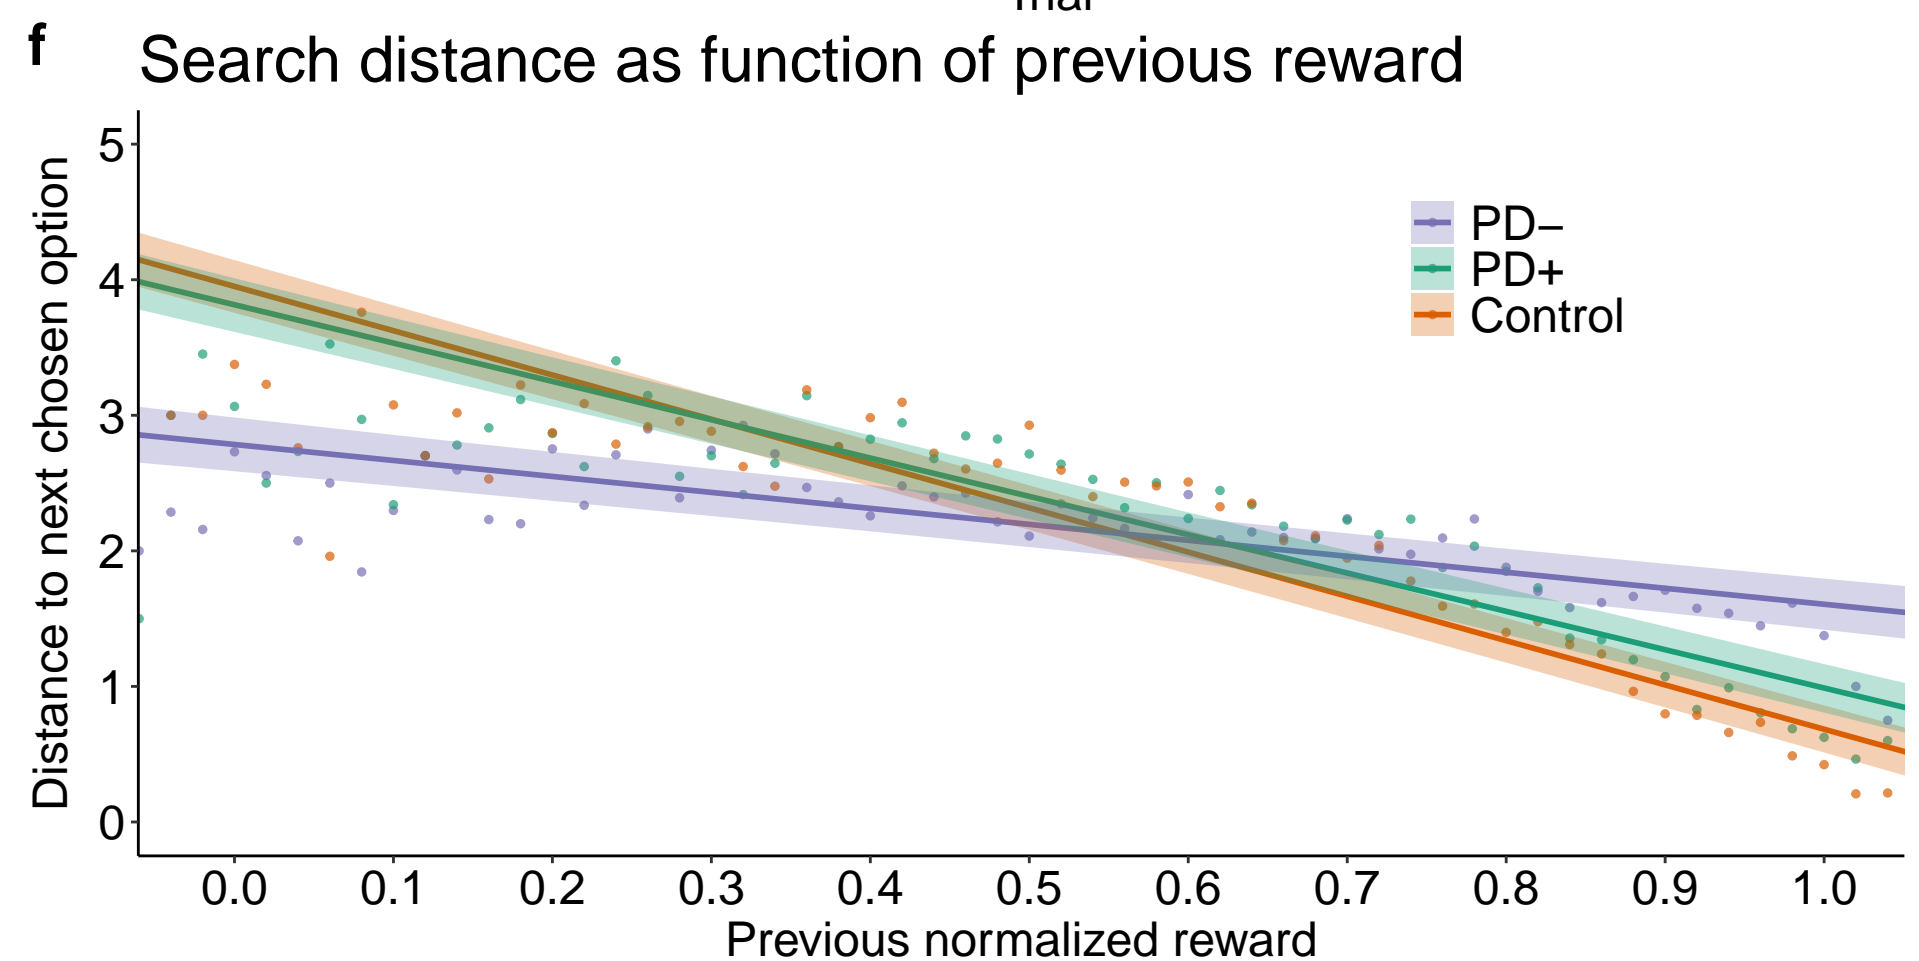 f
Search distance as function of previous reward
Distance to next chosen option
5
4
3
2
1
0
PD−
PD+
Control
0.0 0.1 0.2 0.3 0.4 0.5 0.6 0.7 0.8 0.9 1.0
Previous normalized reward